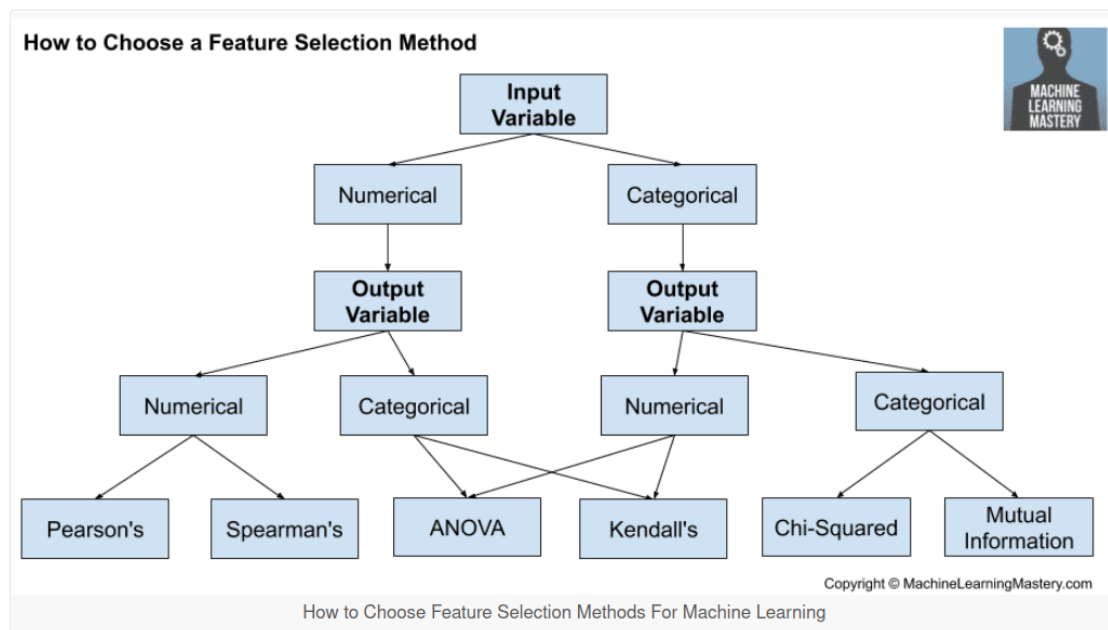 How to Choose a Feature Selection Method
MACHINE
LEARNING
MASTERY
Input
Variable
Numerical
Categorical
Output
Variable
Output
Variable
Numerical
Categorical
Numerical
Categorical
Pearson's
Spearman's
ANOVA
Kendall's
Chi-Squared
Mutual
Information
Copyright © MachineLearningMastery.com
How to Choose Feature Selection Methods For Machine Learning